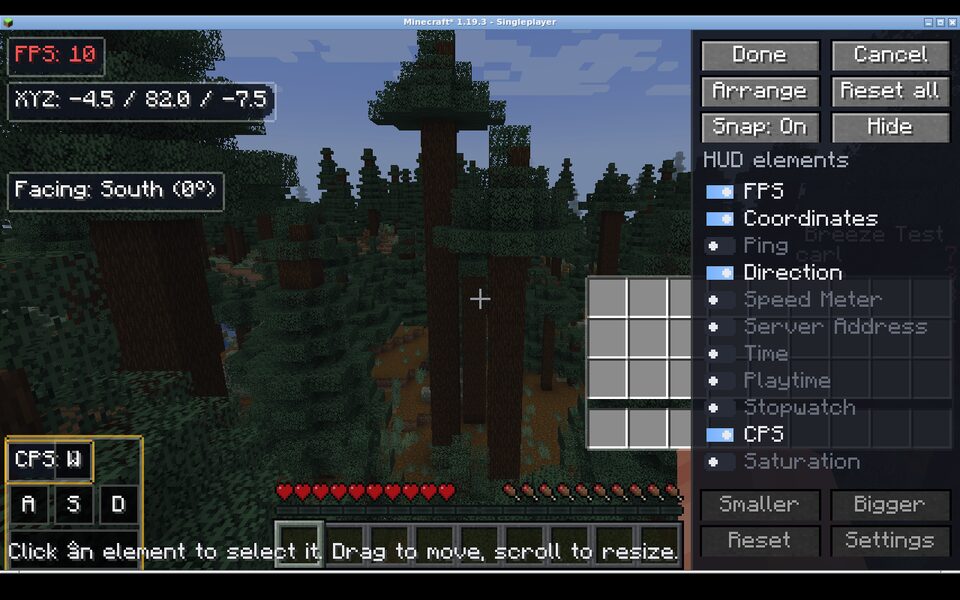 Minecraft* 1.19.3 - Singleplayer
FPS: 10
XYZ: -4.5 / 82.0 / -7.5
Facing: South (0°)
Done
Cancel
Arrange
Reset all
Snap: On
Hide
HUD elements
FPS
Coordinates
Ping
Direction
Speed Meter
Server Address
Time
Playtime
Stopwatch
CPS
Saturation
Breeze Test
carl
Smaller
Bigger
Reset
Settings
CPS: W
A S D
Click an element to select it. Drag to move, scroll to resize.